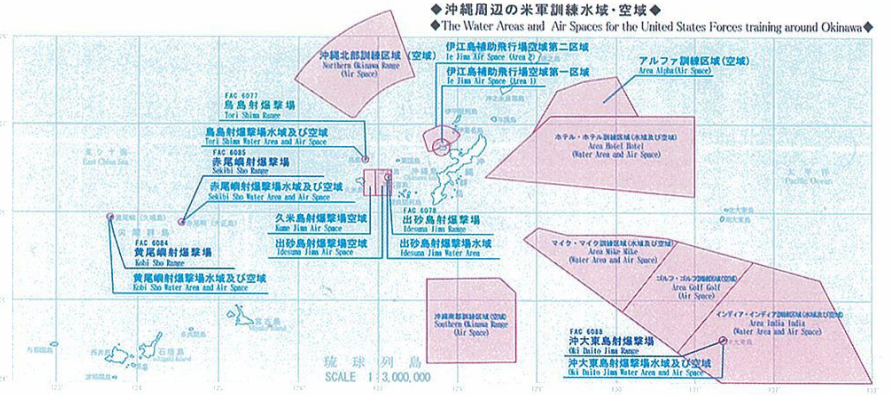 ◆沖縄周辺の米軍訓練水域・空域◆
◆The Water Areas and Air Spaces for the United States Forces training around Okinawa◆
沖縄北部訓練区域(空域)
Northern Okinawa Range
(Air Space)
伊江島補助飛行場空域第二区域
Ie Jima Air Space (Area 2)
伊江島補助飛行場空域第一区域
Ie Jima Air Space (Area 1)
アルファ訓練区域(空域)
Area Alpha(Air Space)
FAC 6077
鳥島射爆撃場
Tori Shima Range
鳥島射爆撃場水域及び空域
Tori Shima Water Area and Air Space
FAC 6085
赤尾嶼射爆撃場
Sekibi Sho Range
赤尾嶼射爆撃場水域及び空域
Sekibi Sho Water Area and Air Space
ホテル・ホテル訓練区域(水域及び空域)
Area Hotel Hotel
(Water Area and Air Space)
East China Sea
太平洋
Pacific Ocean
久米島射爆撃場空域
Kume Jima Air Space
出砂島射爆撃場空域
Idesuna Jima Air Space
FAC 6078
出砂島射爆撃場
Idesuna Jima Range
出砂島射爆撃場水域
Idesuna Jima Water Area
FAC 6084
黄尾嶼射爆撃場
Kobi Sho Range
黄尾嶼射爆撃場水域及び空域
Kobi Sho Water Area and Air Space
マイク・マイク訓練区域(水域及び空域)
Area Mike Mike
(Water Area and Air Space)
ゴルフ・ゴルフ訓練区域(空域)
Area Golf Golf
(Air Space)
インディア・インディア訓練区域(水域及び空域)
Area India India
(Water Area and Air Space)
沖縄南部訓練区域(空域)
Southern Okinawa Range
(Air Space)
FAC 6088
沖大東島射爆撃場
Oki Daito Jima Range
沖大東島射爆撃場水域及び空域
Oki Daito Jima Water Area and Air Space
宮古島
石垣島
琉球列島
SCALE 1:3,000,000